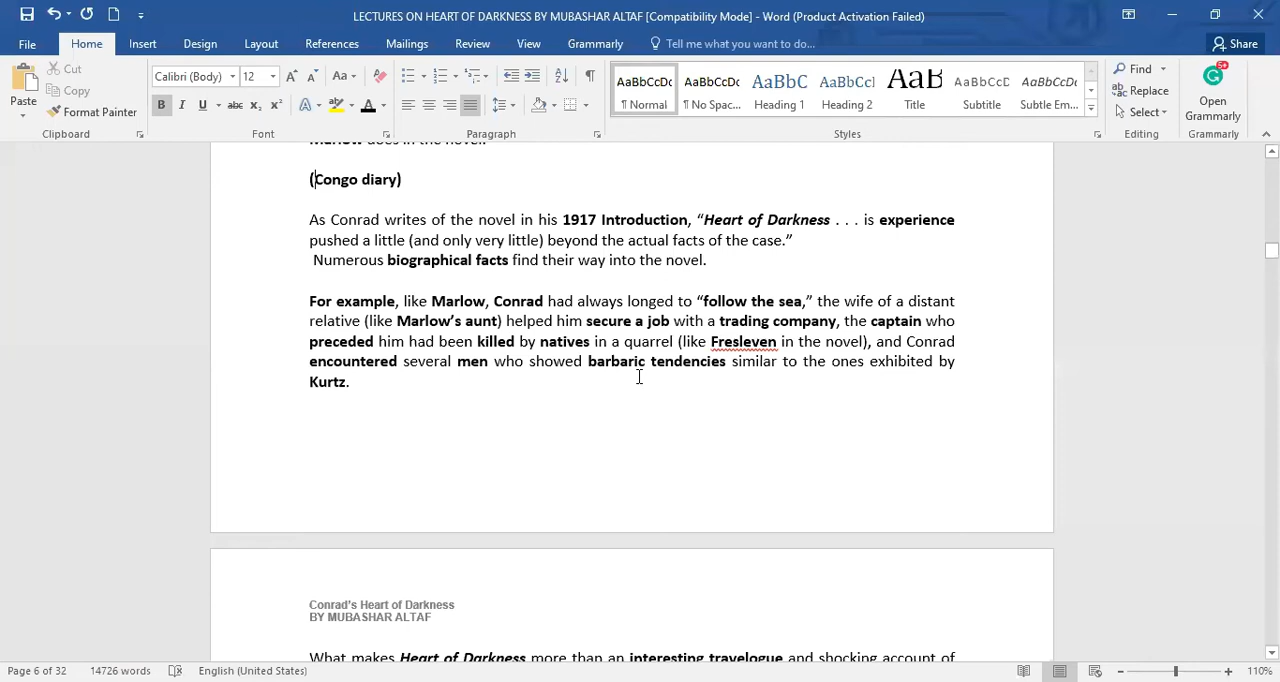 LECTURES ON HEART OF DARKNESS BY MUBASHAR ALTAF [Compatibility Mode] - Word (Product Activation Failed)
File Home Insert Design Layout References Mailings Review View Grammarly Tell me what you want to do... Share
Paste Cut Copy Format Painter
Clipboard
Calibri (Body) 12
Font
Paragraph
AaBbCcDc ¶ Normal
AaBbCcDc ¶ No Spac...
AaBbC Heading 1
AaBbCcl Heading 2
AaB Title
AaBbCcD Subtitle
AaBbCcDc Subtle Em...
Styles
Find
Replace
Select
Editing
Open Grammarly
Grammarly
Marlow does in the novel.
(Congo diary)
As Conrad writes of the novel in his 1917 Introduction, “Heart of Darkness . . . is experience
pushed a little (and only very little) beyond the actual facts of the case.”
Numerous biographical facts find their way into the novel.
For example, like Marlow, Conrad had always longed to “follow the sea,” the wife of a distant
relative (like Marlow’s aunt) helped him secure a job with a trading company, the captain who
preceded him had been killed by natives in a quarrel (like Fresleven in the novel), and Conrad
encountered several men who showed barbaric tendencies similar to the ones exhibited by
Kurtz.
Conrad’s Heart of Darkness
BY MUBASHAR ALTAF
What makes Heart of Darkness more than an interesting travelogue and shocking account of
Page 6 of 32 14726 words English (United States) 110%